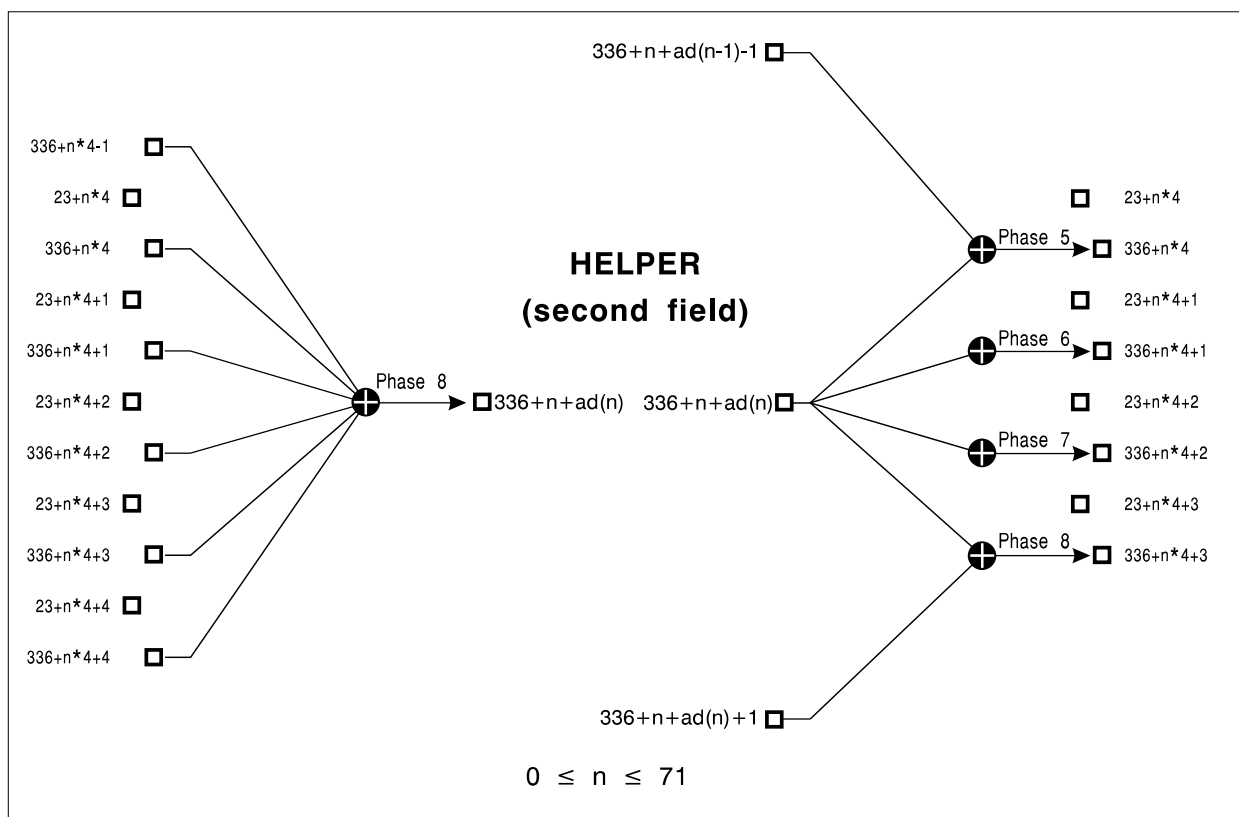 336+n+ad(n-1)-1
336+n*4-1
23+n*4
336+n*4
23+n*4+1
336+n*4+1
23+n*4+2
336+n*4+2
23+n*4+3
336+n*4+3
23+n*4+4
336+n*4+4
Phase 8
336+n+ad(n)
HELPER
(second field)
336+n+ad(n)
336+n+ad(n)+1
Phase 5
Phase 6
Phase 7
Phase 8
23+n*4
336+n*4
23+n*4+1
336+n*4+1
23+n*4+2
336+n*4+2
23+n*4+3
336+n*4+3
0 ≤ n ≤ 71